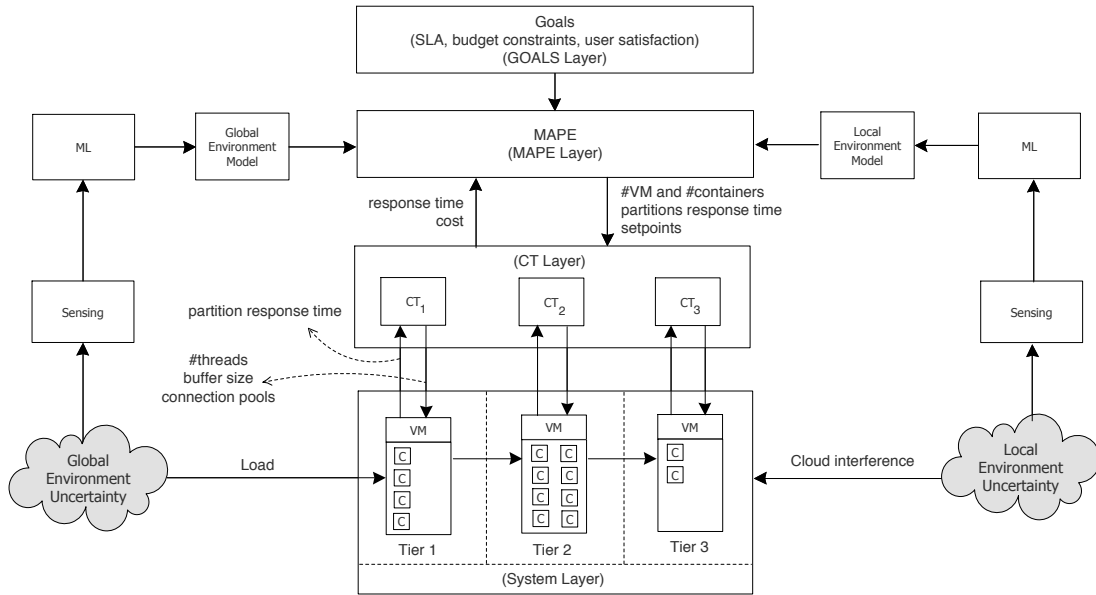 Goals
(SLA, budget constraints, user satisfaction)
(GOALS Layer)
ML
Global
Environment
Model
MAPE
(MAPE Layer)
Local
Environment
Model
ML
response time
cost
#VM and #containers
partitions response time
setpoints
(CT Layer)
Sensing
partition response time
CT1
CT2
CT3
Sensing
#threads
buffer size
connection pools
Global
Environment
Uncertainty
Load
VM
C
C
C
C
Tier 1
VM
C C
C C
C C
C C
Tier 2
VM
C
C
Tier 3
(System Layer)
Cloud interference
Local
Environment
Uncertainty